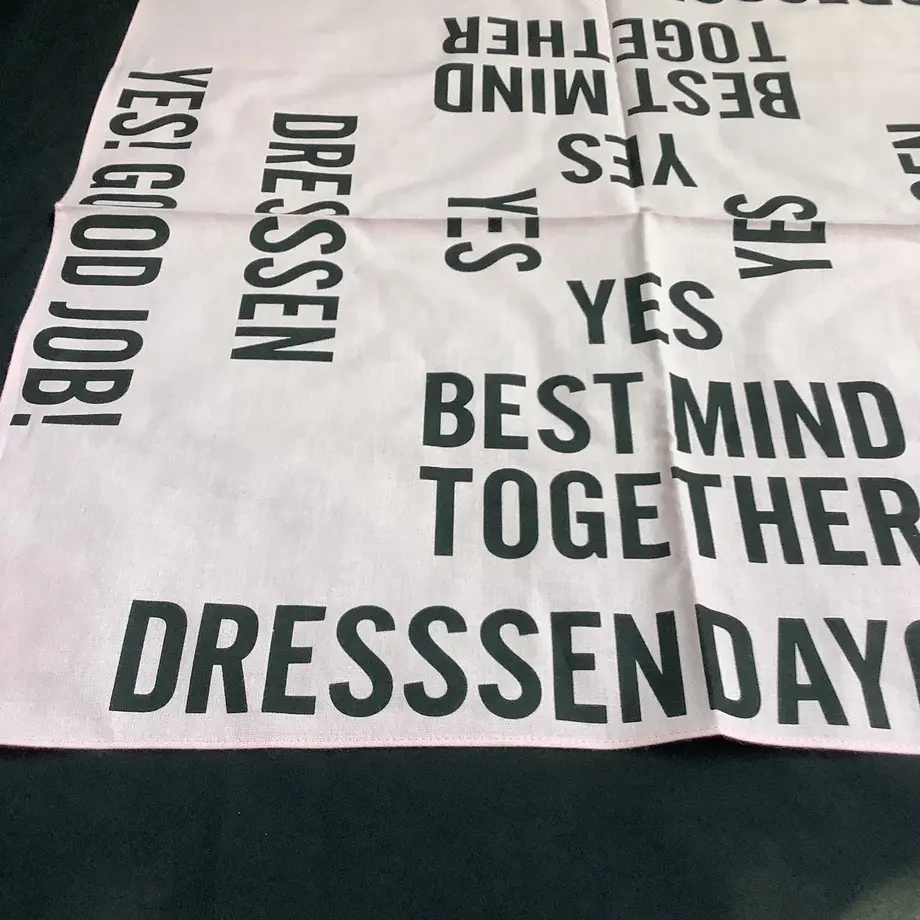 TOGETHER
BEST MIND
YES
YES! GOOD JOB!
DRESSSEN
YES
YES
YES
BEST MIND
TOGETHER
DRESSSENDAY